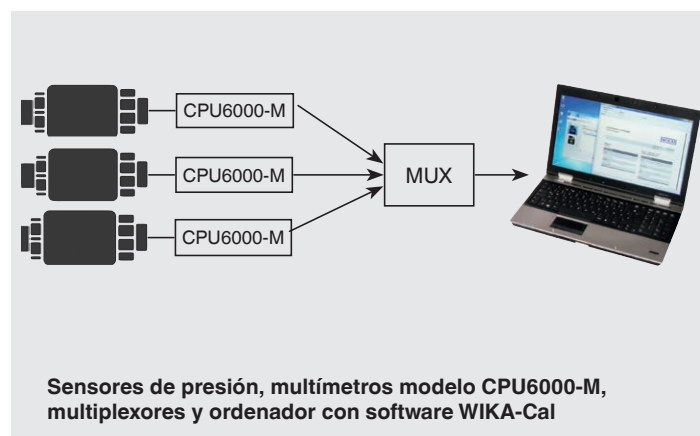 CPU6000-M
CPU6000-M
MUX
CPU6000-M
Sensores de presión, multímetros modelo CPU6000-M,
multiplexores y ordenador con software WIKA-Cal